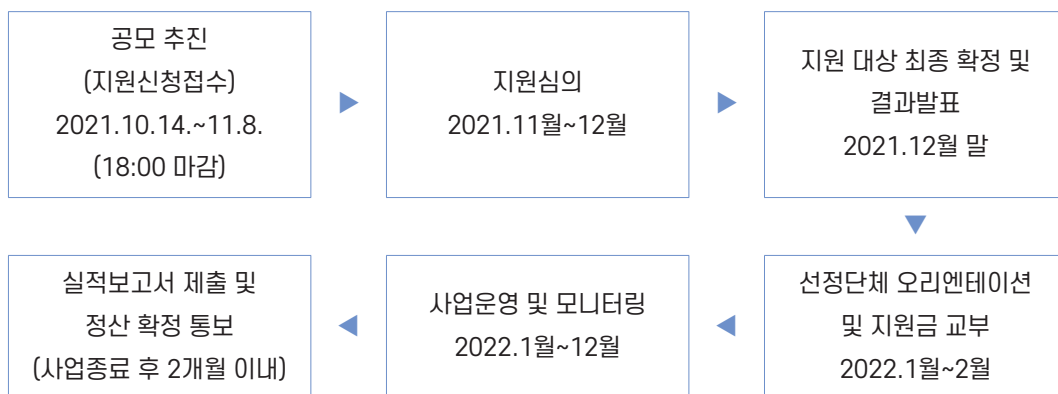 공모 추진
(지원신청접수)
2021.10.14.~11.8.
(18:00 마감)
지원심의
2021.11월~12월
지원 대상 최종 확정 및
결과발표
2021.12월 말
선정단체 오리엔테이션
및 지원금 교부
2022.1월~2월
사업운영 및 모니터링
2022.1월~12월
실적보고서 제출 및
정산 확정 통보
(사업종료 후 2개월 이내)